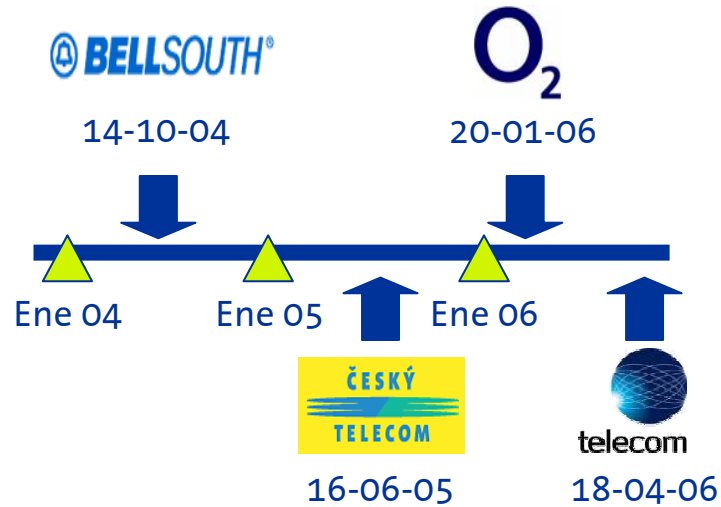 BELLSOUTH®
O2
14-10-04
20-01-06
Ene 04
Ene 05
Ene 06
ČESKÝ
TELECOM
telecom
16-06-05
18-04-06